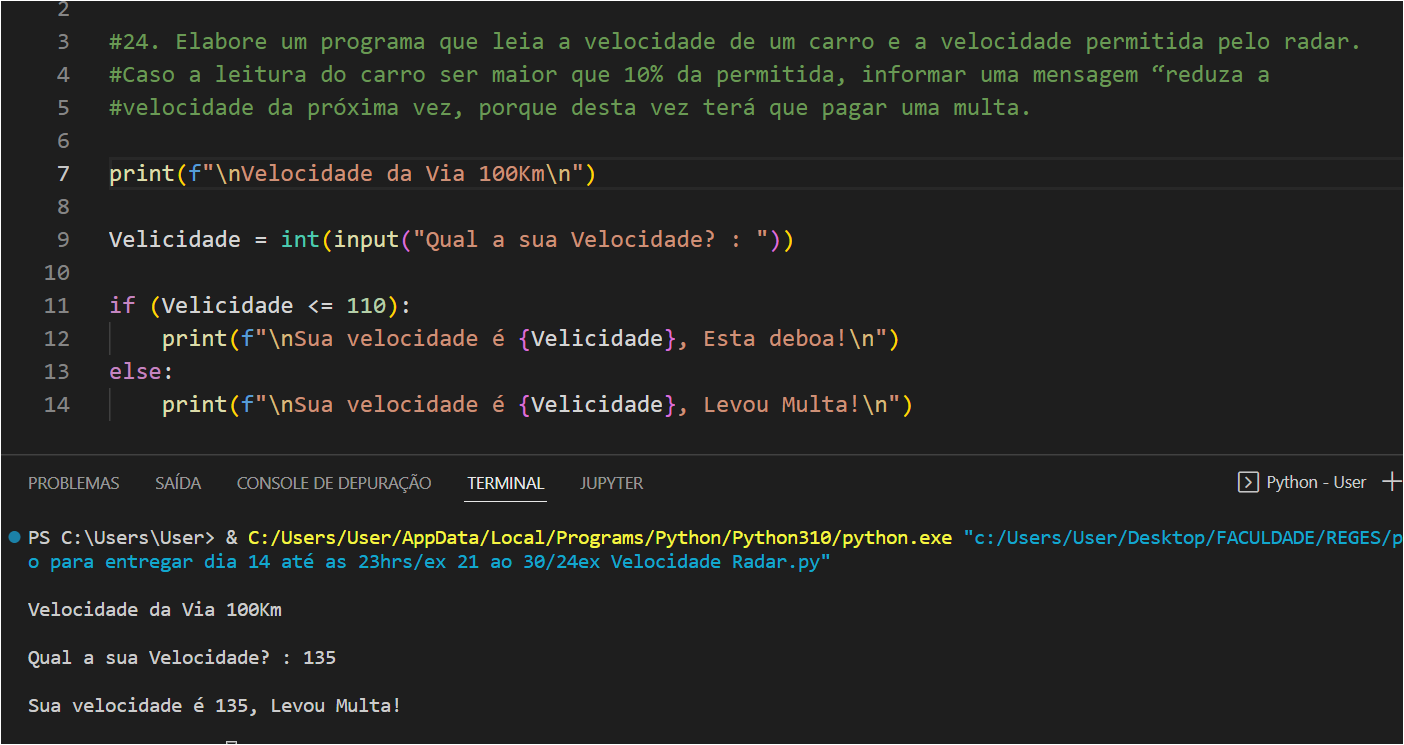 2
3 #24. Elabore um programa que leia a velocidade de um carro e a velocidade permitida pelo radar.
4 #Caso a leitura do carro ser maior que 10% da permitida, informar uma mensagem “reduza a
5 #velocidade da próxima vez, porque desta vez terá que pagar uma multa.
6
7 print(f"\nVelocidade da Via 100Km\n")
8
9 Velicidade = int(input("Qual a sua Velocidade? : "))
10
11 if (Velicidade <= 110):
12     print(f"\nSua velocidade é {Velicidade}, Esta deboa!\n")
13 else:
14     print(f"\nSua velocidade é {Velicidade}, Levou Multa!\n")
PROBLEMAS SAÍDA CONSOLE DE DEPURAÇÃO TERMINAL JUPYTER Python - User
PS C:\Users\User> & C:/Users/User/AppData/Local/Programs/Python/Python310/python.exe "c:/Users/User/Desktop/FACULDADE/REGES/p
o para entregar dia 14 até as 23hrs/ex 21 ao 30/24ex Velocidade Radar.py"
Velocidade da Via 100Km
Qual a sua Velocidade? : 135
Sua velocidade é 135, Levou Multa!